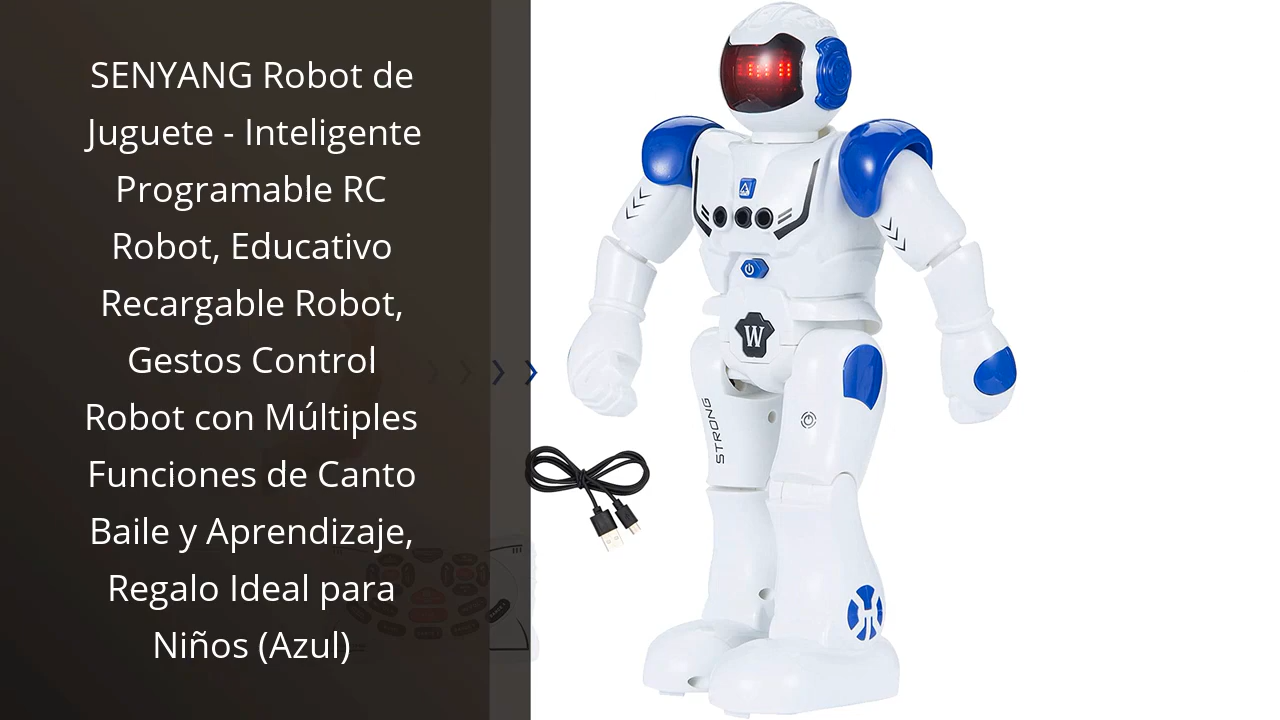 SENYANG Robot de
Juguete - Inteligente
Programable RC
Robot, Educativo
Recargable Robot,
Gestos Control
Robot con Múltiples
Funciones de Canto
Baile y Aprendizaje,
Regalo Ideal para
Niños (Azul)
W
STRONG